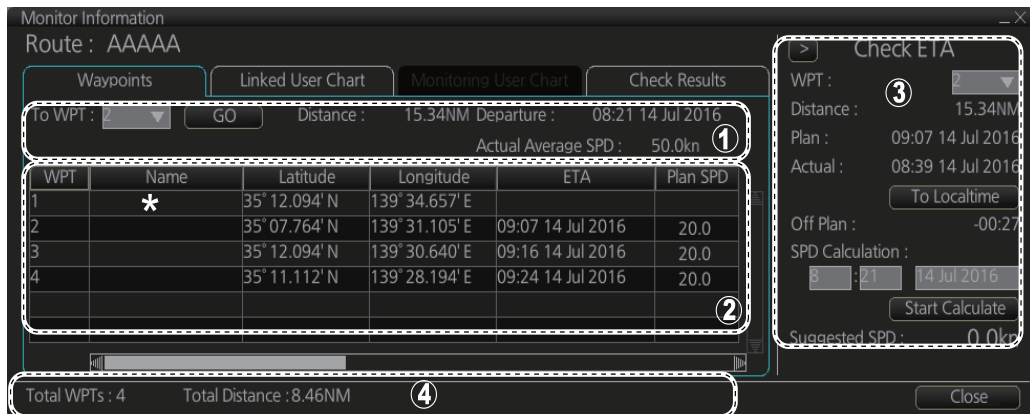 Monitor Information
Route : AAAAA
Waypoints Linked User Chart Monitoring User Chart Check Results
To WPT : 2 GO Distance : 15.34NM Departure : 08:21 14 Jul 2016
Actual Average SPD : 50.0kn
1
WPT Name Latitude Longitude ETA Plan SPD
1 * 35° 12.094' N 139° 34.657' E
2 35° 07.764' N 139° 31.105' E 09:07 14 Jul 2016 20.0
3 35° 12.094' N 139° 30.640' E 09:16 14 Jul 2016 20.0
4 35° 11.112' N 139° 28.194' E 09:24 14 Jul 2016 20.0
2
> Check ETA
WPT : 2
3
Distance : 15.34NM
Plan : 09:07 14 Jul 2016
Actual : 08:39 14 Jul 2016
To Localtime
Off Plan : -00:27
SPD Calculation :
8 :21 14 Jul 2016
Start Calculate
Suggested SPD : 0.0kn
Total WPTs : 4 Total Distance :8.46NM 4
Close